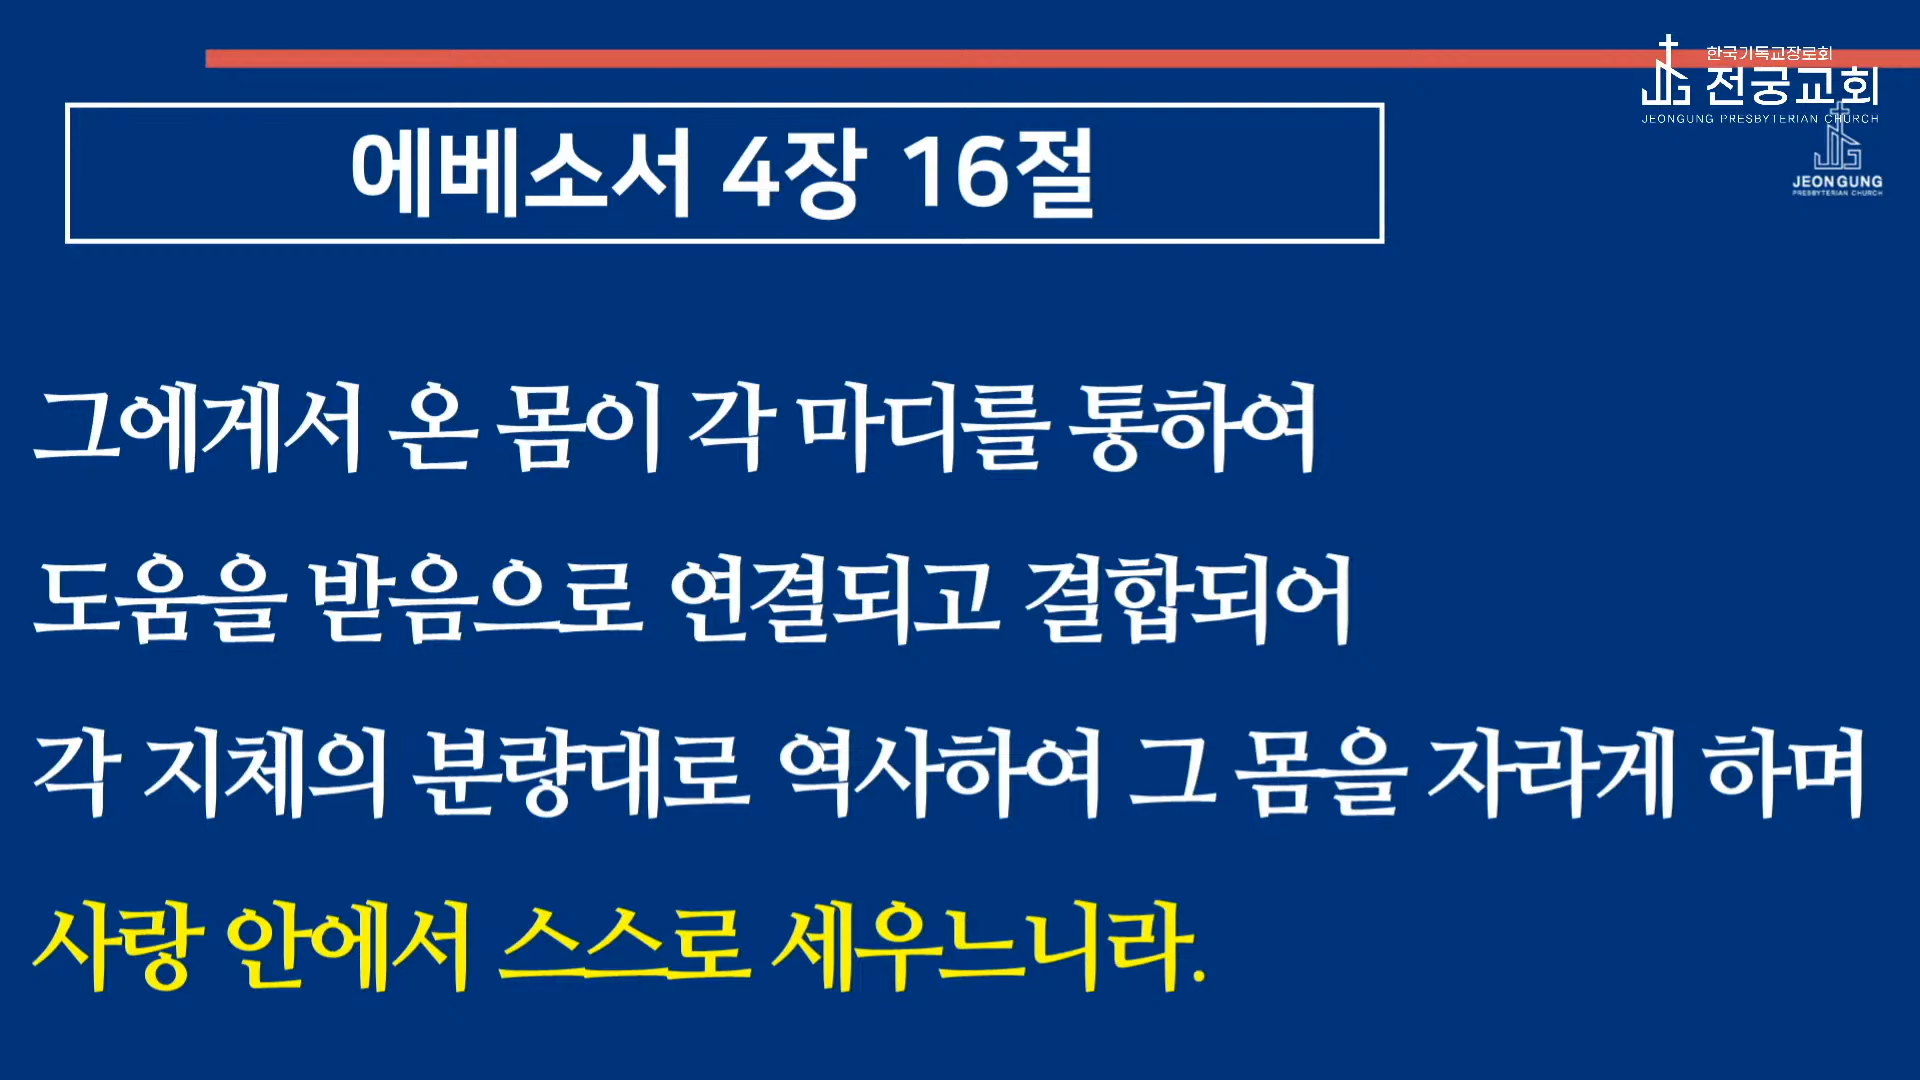 한국기독교장로회
전궁교회
JEONGUNG PRESBYTERIAN CHURCH
JEONGUNG
PRESBYTERIAN CHURCH
에베소서 4장 16절
그에게서 온 몸이 각 마디를 통하여
도움을 받음으로 연결되고 결합되어
각 지체의 분량대로 역사하여 그 몸을 자라게 하며
사랑 안에서 스스로 세우느니라.